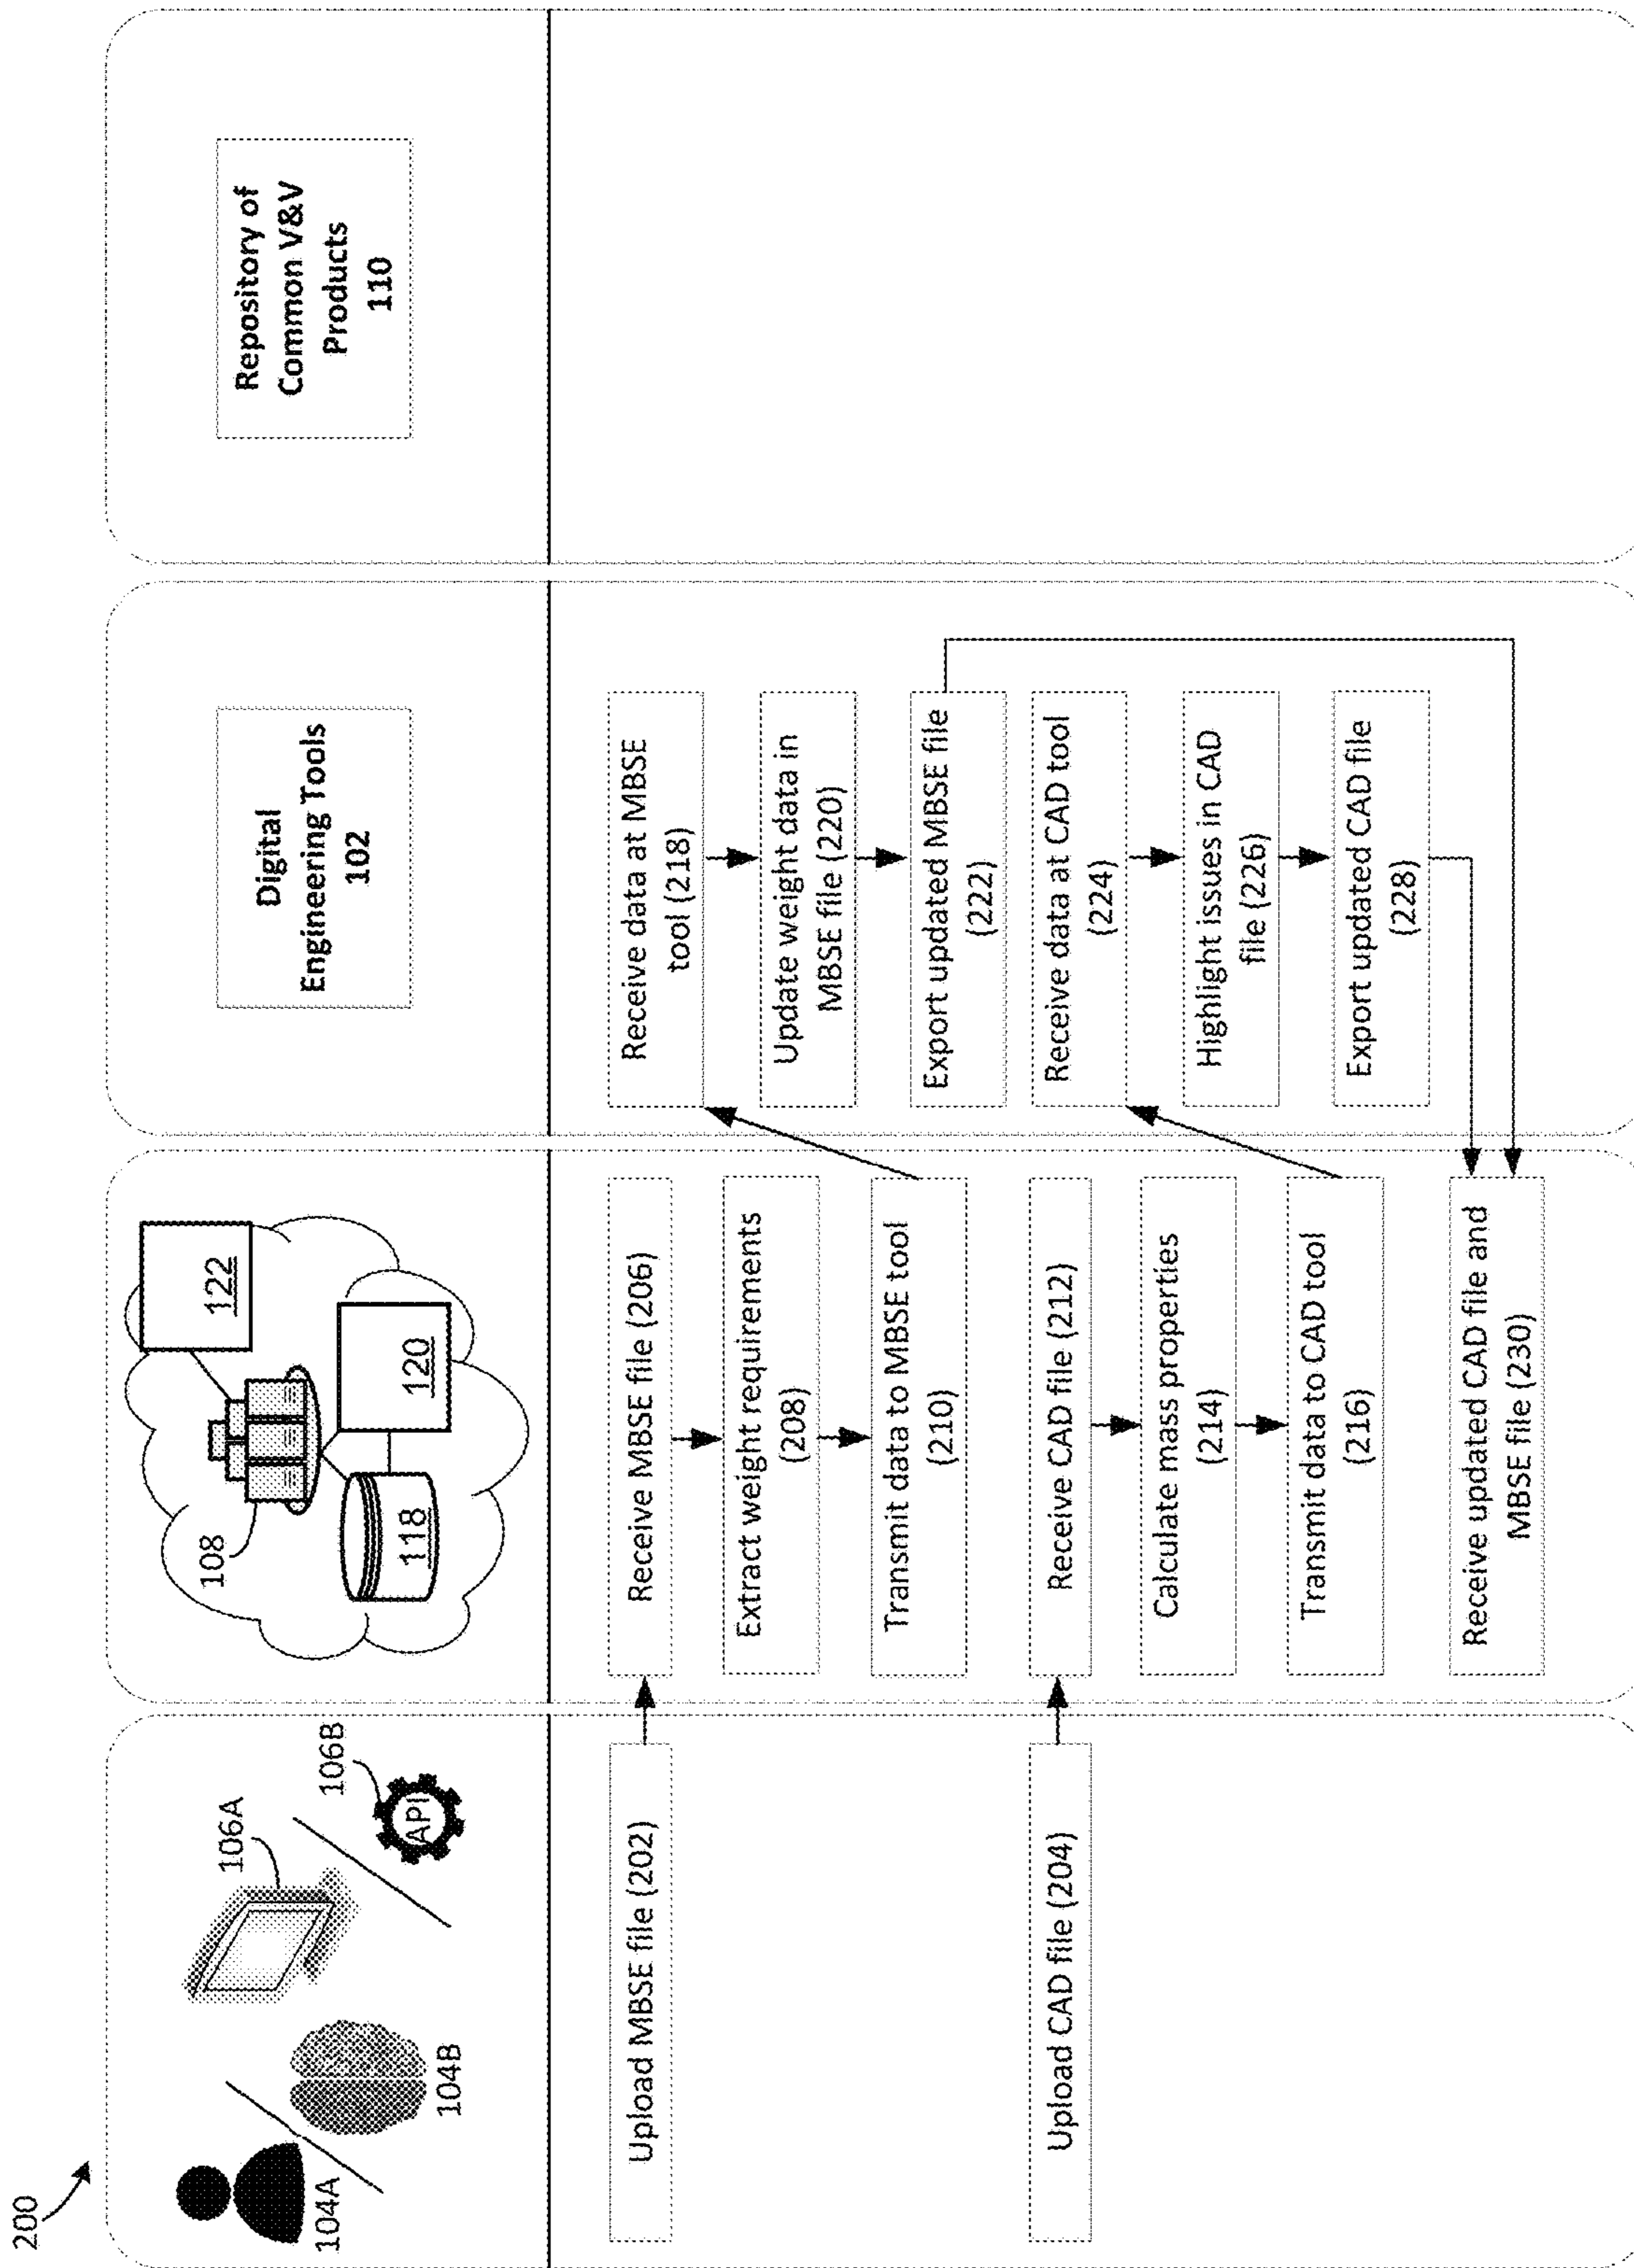 200
104A
104B
106A
106B
API
108
118
120
122
Digital
Engineering Tools
102
Repository of
Common V&V
Products
110
Upload MBSE file (202)
Upload CAD file (204)
Receive MBSE file (206)
Extract weight requirements
(208)
Transmit data to MBSE tool
(210)
Receive CAD file (212)
Calculate mass properties
(214)
Transmit data to CAD tool
(216)
Receive updated CAD file and
MBSE file (230)
Receive data at MBSE
tool (218)
Update weight data in
MBSE file (220)
Export updated MBSE file
(222)
Receive data at CAD tool
(224)
Highlight issues in CAD
file (226)
Export updated CAD file
(228)